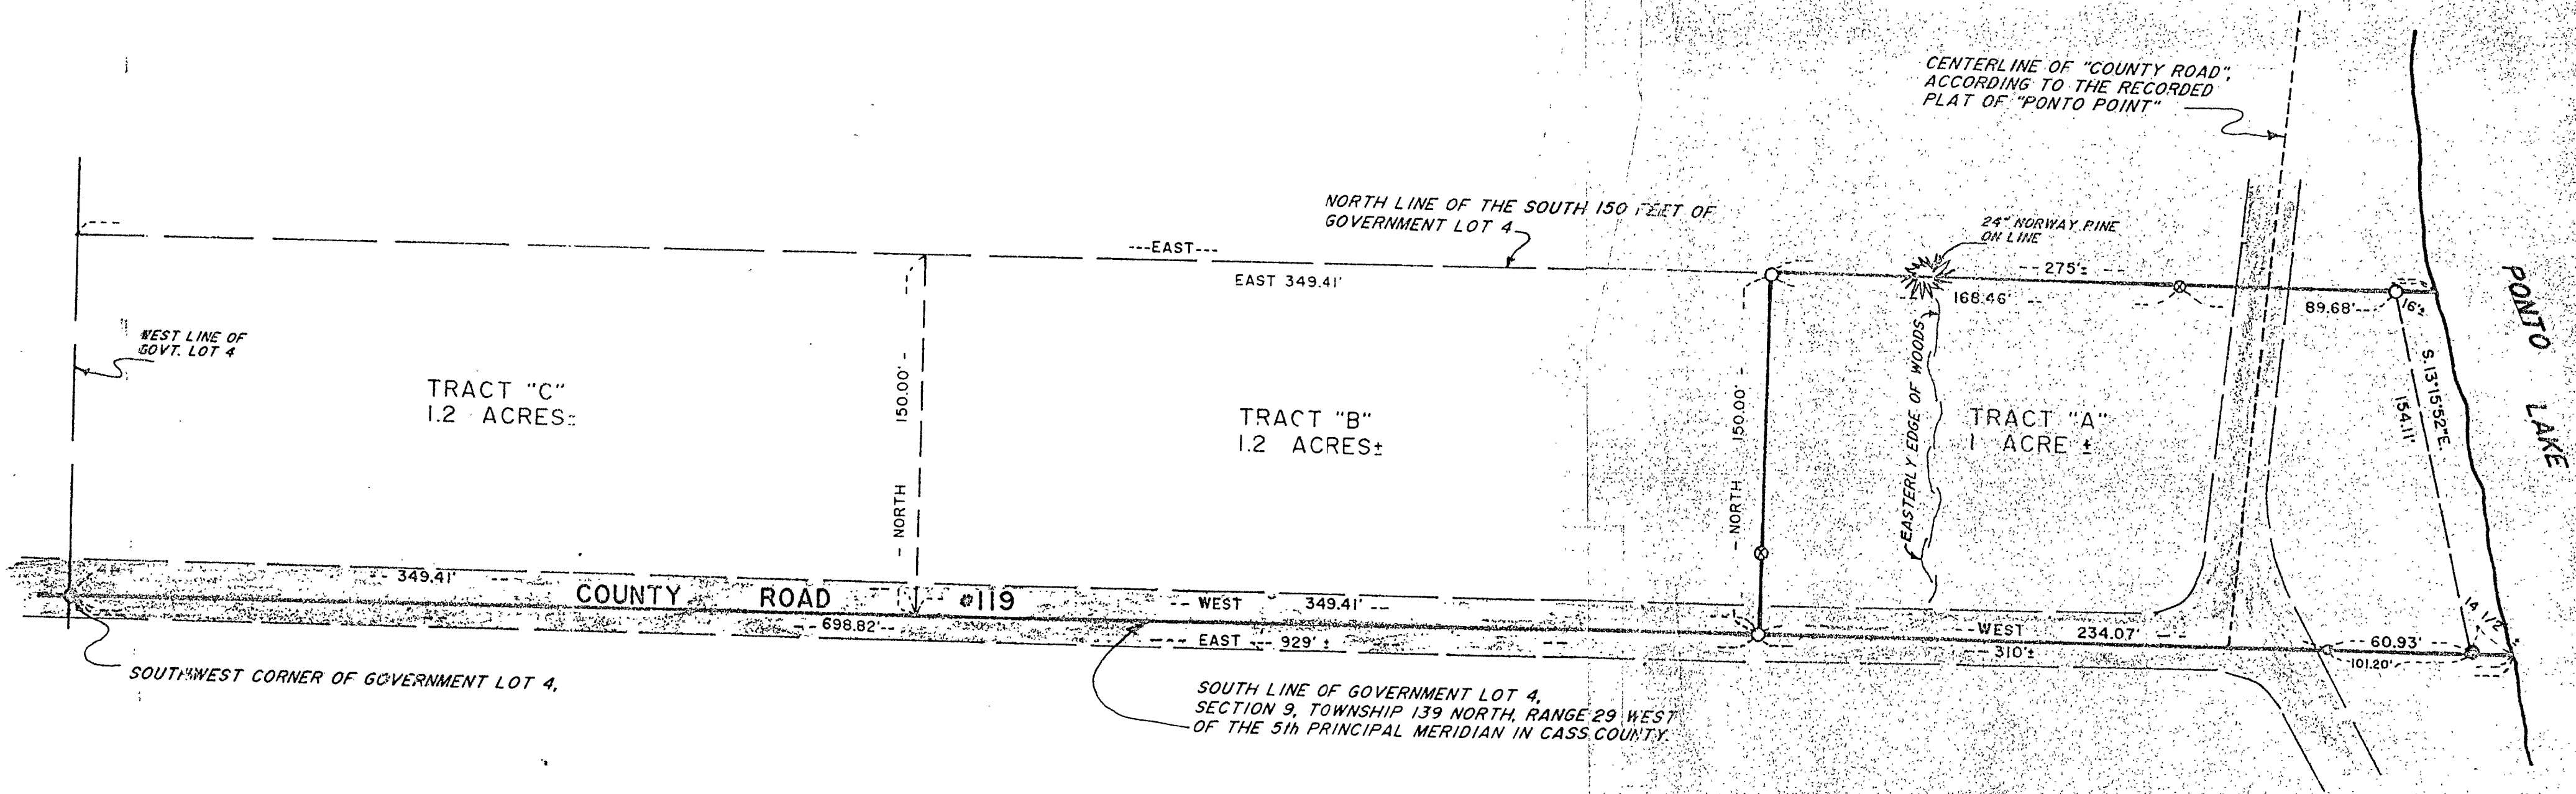 CENTERLINE OF "COUNTY ROAD",
ACCORDING TO THE RECORDED
PLAT OF "PONTO POINT"
NORTH LINE OF THE SOUTH 150 FEET OF
GOVERNMENT LOT 4
24" NORWAY PINE
ON LINE
---EAST---
EAST 349.41'
275'±
168.46'
89.68'
16'±
PONTO LAKE
WEST LINE OF
GOVT. LOT 4
TRACT "C"
1.2 ACRES±
NORTH 150.00'
TRACT "B"
1.2 ACRES±
NORTH 150.00'
EASTERLY EDGE OF WOODS
TRACT "A"
1 ACRE ±
S.13°15'52"E.
154.11'
349.41'
COUNTY ROAD #119
WEST 349.41'
698.82'
EAST 929' ±
WEST 234.07'
310'±
60.93'
101.20'
14 1/2'
SOUTHWEST CORNER OF GOVERNMENT LOT 4,
SOUTH LINE OF GOVERNMENT LOT 4,
SECTION 9, TOWNSHIP 139 NORTH, RANGE 29 WEST
OF THE 5th PRINCIPAL MERIDIAN IN CASS COUNTY.